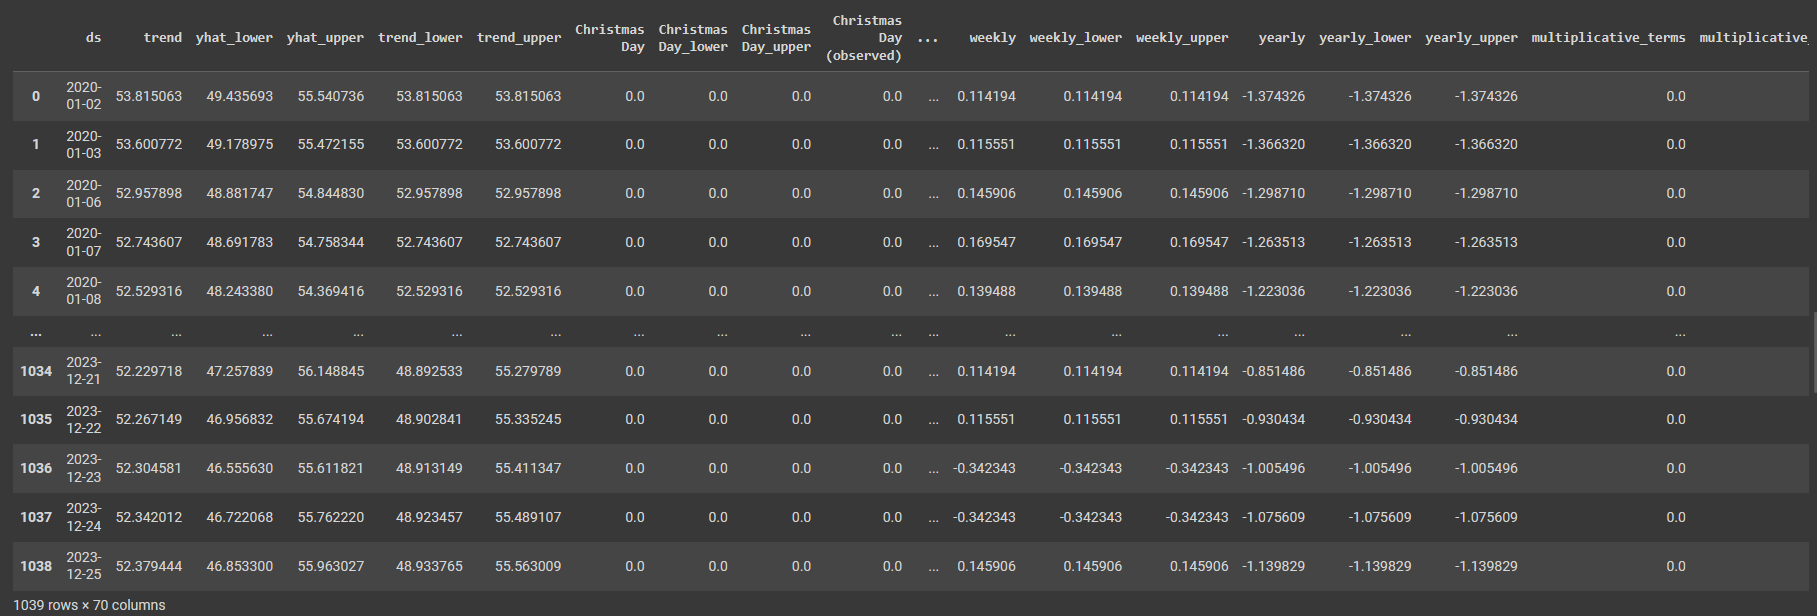 ds trend yhat_lower yhat_upper trend_lower trend_upper Christmas Day Christmas Day_lower Christmas Day_upper Christmas Day (observed) ... weekly weekly_lower weekly_upper yearly yearly_lower yearly_upper multiplicative_terms multiplicative_
0 2020-01-02 53.815063 49.435693 55.540736 53.815063 53.815063 0.0 0.0 0.0 0.0 ... 0.114194 0.114194 0.114194 -1.374326 -1.374326 -1.374326 0.0
1 2020-01-03 53.600772 49.178975 55.472155 53.600772 53.600772 0.0 0.0 0.0 0.0 ... 0.115551 0.115551 0.115551 -1.366320 -1.366320 -1.366320 0.0
2 2020-01-06 52.957898 48.881747 54.844830 52.957898 52.957898 0.0 0.0 0.0 0.0 ... 0.145906 0.145906 0.145906 -1.298710 -1.298710 -1.298710 0.0
3 2020-01-07 52.743607 48.691783 54.758344 52.743607 52.743607 0.0 0.0 0.0 0.0 ... 0.169547 0.169547 0.169547 -1.263513 -1.263513 -1.263513 0.0
4 2020-01-08 52.529316 48.243380 54.369416 52.529316 52.529316 0.0 0.0 0.0 0.0 ... 0.139488 0.139488 0.139488 -1.223036 -1.223036 -1.223036 0.0
... ... ... ... ... ... ... ... ... ... ... ... ... ... ... ... ... ... ...
1034 2023-12-21 52.229718 47.257839 56.148845 48.892533 55.279789 0.0 0.0 0.0 0.0 ... 0.114194 0.114194 0.114194 -0.851486 -0.851486 -0.851486 0.0
1035 2023-12-22 52.267149 46.956832 55.674194 48.902841 55.335245 0.0 0.0 0.0 0.0 ... 0.115551 0.115551 0.115551 -0.930434 -0.930434 -0.930434 0.0
1036 2023-12-23 52.304581 46.555630 55.611821 48.913149 55.411347 0.0 0.0 0.0 0.0 ... -0.342343 -0.342343 -0.342343 -1.005496 -1.005496 -1.005496 0.0
1037 2023-12-24 52.342012 46.722068 55.762220 48.923457 55.489107 0.0 0.0 0.0 0.0 ... -0.342343 -0.342343 -0.342343 -1.075609 -1.075609 -1.075609 0.0
1038 2023-12-25 52.379444 46.853300 55.963027 48.933765 55.563009 0.0 0.0 0.0 0.0 ... 0.145906 0.145906 0.145906 -1.139829 -1.139829 -1.139829 0.0
1039 rows × 70 columns